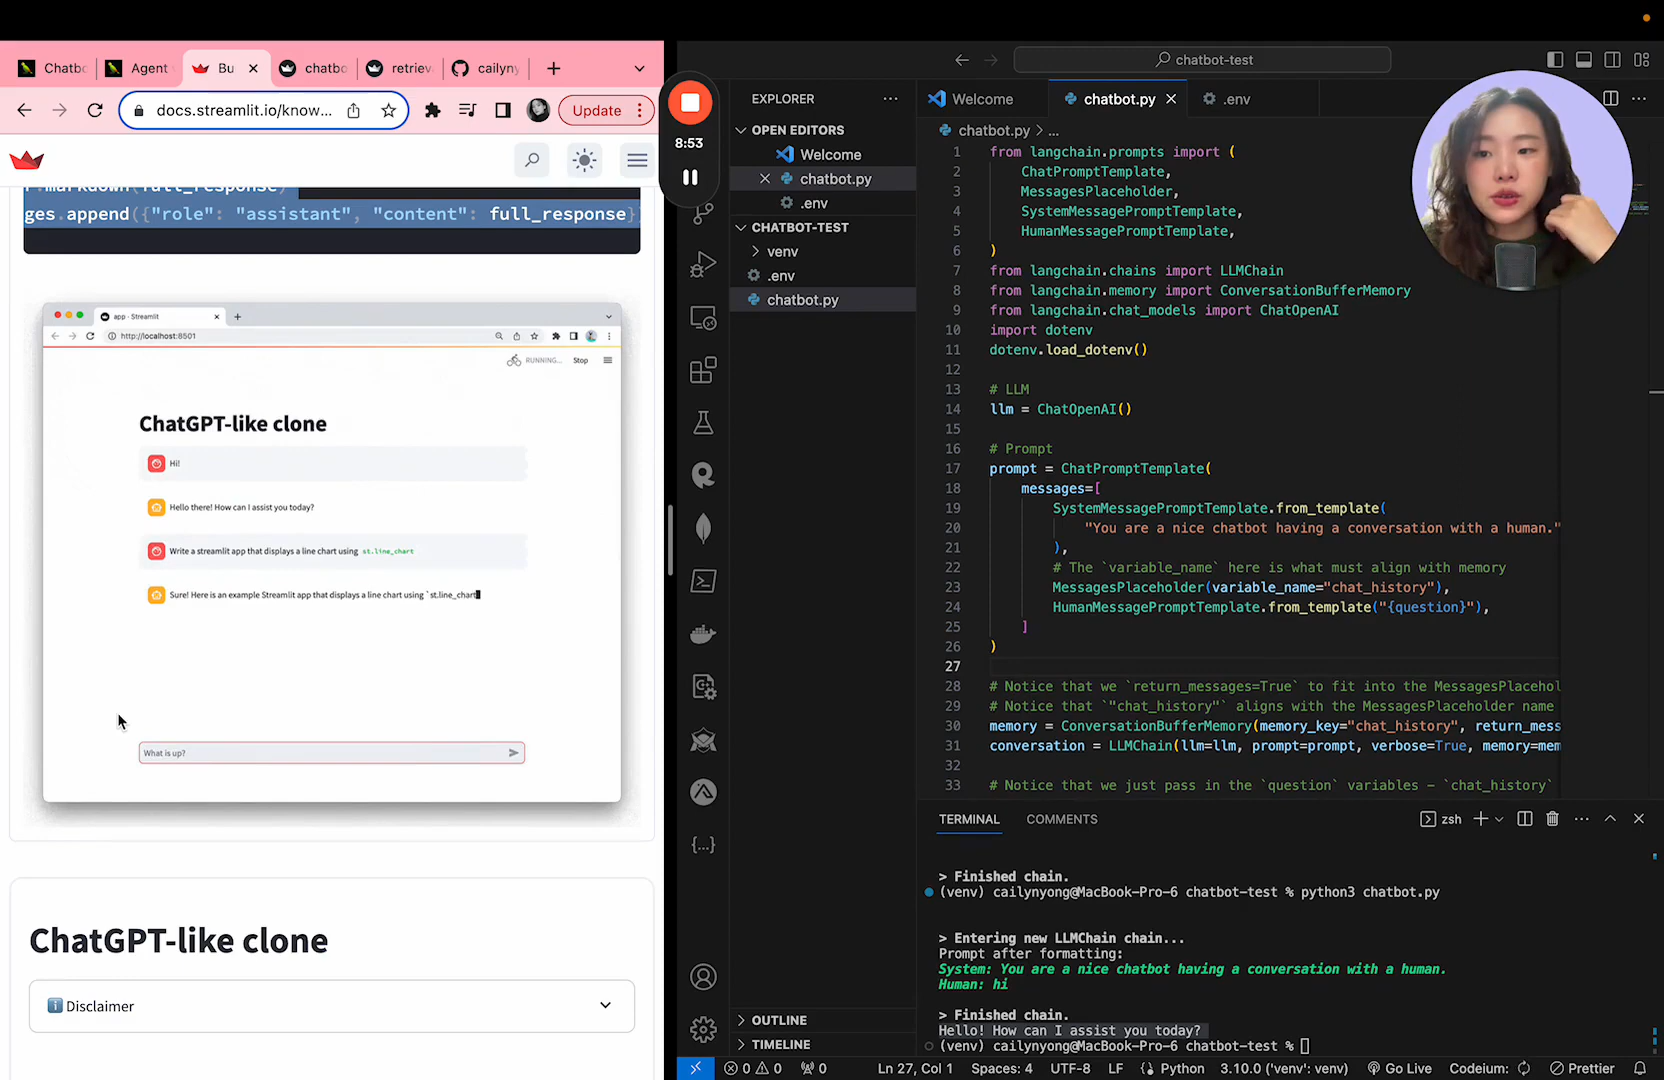 Chatbo
Agent
Bu
chatbo
retriev
cailyny
docs.streamlit.io/know...
Update
r.markdown(full_response)
ges.append({"role": "assistant", "content": full_response}
app · Streamlit
http://localhost:8501
RUNNING...
Stop
ChatGPT-like clone
Hi!
Hello there! How can I assist you today?
Write a streamlit app that displays a line chart using st.line_chart
Sure! Here is an example Streamlit app that displays a line chart using `st.line_chart
What is up?
ChatGPT-like clone
Disclaimer
8:53
chatbot-test
EXPLORER
OPEN EDITORS
Welcome
chatbot.py
.env
CHATBOT-TEST
venv
.env
chatbot.py
OUTLINE
TIMELINE
Welcome
chatbot.py
.env
chatbot.py > ...
1 from langchain.prompts import (
2 ChatPromptTemplate,
3 MessagesPlaceholder,
4 SystemMessagePromptTemplate,
5 HumanMessagePromptTemplate,
6 )
7 from langchain.chains import LLMChain
8 from langchain.memory import ConversationBufferMemory
9 from langchain.chat_models import ChatOpenAI
10 import dotenv
11 dotenv.load_dotenv()
12
13 # LLM
14 llm = ChatOpenAI()
15
16 # Prompt
17 prompt = ChatPromptTemplate(
18 messages=[
19 SystemMessagePromptTemplate.from_template(
20 "You are a nice chatbot having a conversation with a human."
21 ),
22 # The `variable_name` here is what must align with memory
23 MessagesPlaceholder(variable_name="chat_history"),
24 HumanMessagePromptTemplate.from_template("{question}"),
25 ]
26 )
27
28 # Notice that we `return_messages=True` to fit into the MessagesPlacehol
29 # Notice that `"chat_history"` aligns with the MessagesPlaceholder name
30 memory = ConversationBufferMemory(memory_key="chat_history", return_mess
31 conversation = LLMChain(llm=llm, prompt=prompt, verbose=True, memory=mem
32
33 # Notice that we just pass in the `question` variables - `chat_history`
TERMINAL
COMMENTS
zsh
> Finished chain.
(venv) cailynyong@MacBook-Pro-6 chatbot-test % python3 chatbot.py
> Entering new LLMChain chain...
Prompt after formatting:
System: You are a nice chatbot having a conversation with a human.
Human: hi
> Finished chain.
Hello! How can I assist you today?
(venv) cailynyong@MacBook-Pro-6 chatbot-test %
0 0 0
Ln 27, Col 1
Spaces: 4
UTF-8
LF
Python
3.10.0 ('venv': venv)
Go Live
Codeium:
Prettier